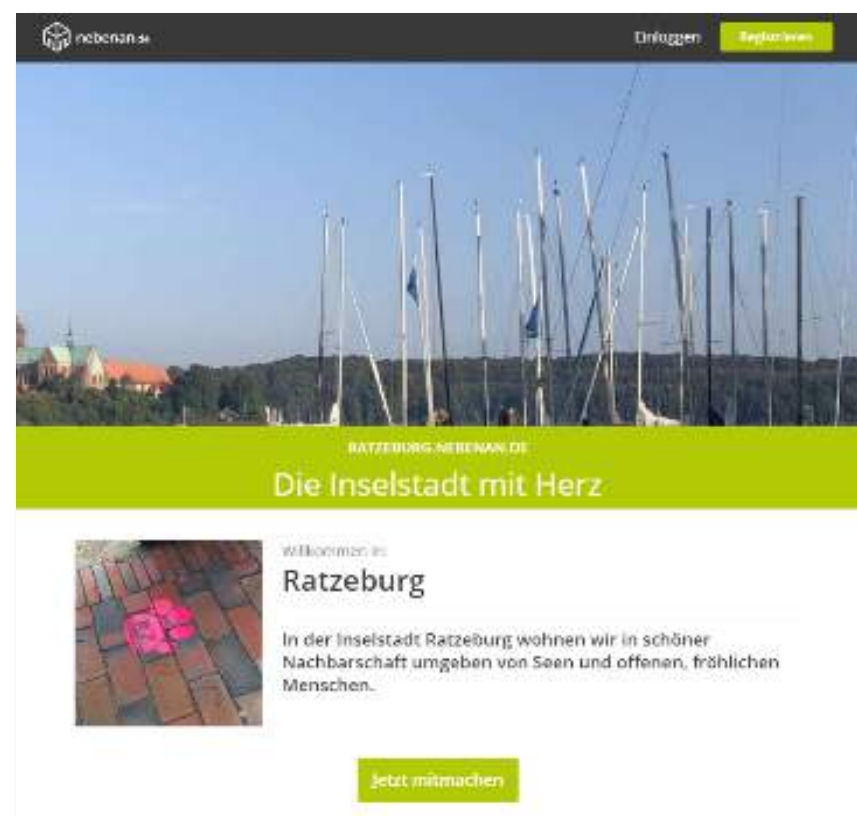 nebenan.de
Einloggen
Registrieren
RATZEBURG.NEBENAN.DE
Die Inselstadt mit Herz
Willkommen in:
Ratzeburg
In der Inselstadt Ratzeburg wohnen wir in schöner
Nachbarschaft umgeben von Seen und offenen, fröhlichen
Menschen.
Jetzt mitmachen